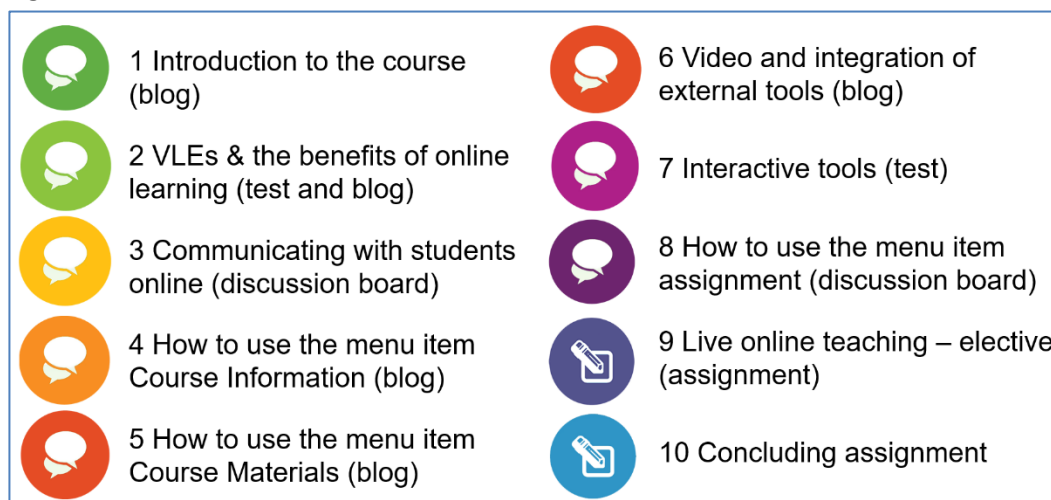 1 Introduction to the course
(blog)
2 VLEs & the benefits of online
learning (test and blog)
3 Communicating with students
online (discussion board)
4 How to use the menu item
Course Information (blog)
5 How to use the menu item
Course Materials (blog)
6 Video and integration of
external tools (blog)
7 Interactive tools (test)
8 How to use the menu item
assignment (discussion board)
9 Live online teaching – elective
(assignment)
10 Concluding assignment